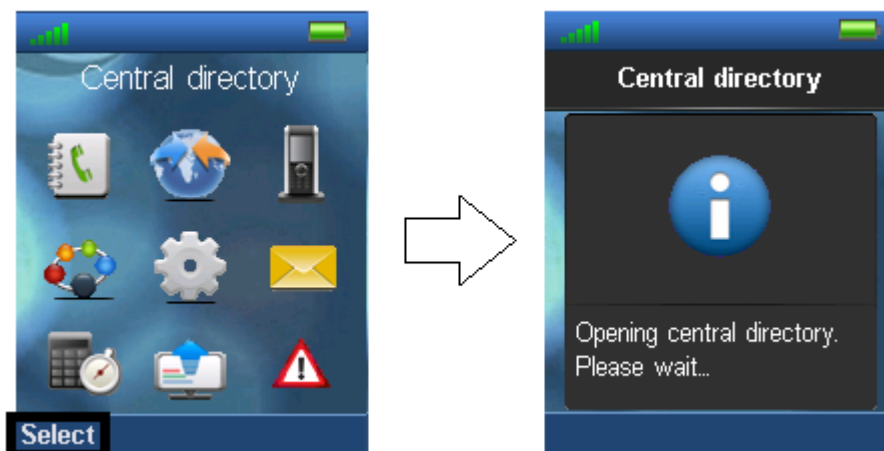 Central directory
Select
Central directory
Opening central directory.
Please wait...